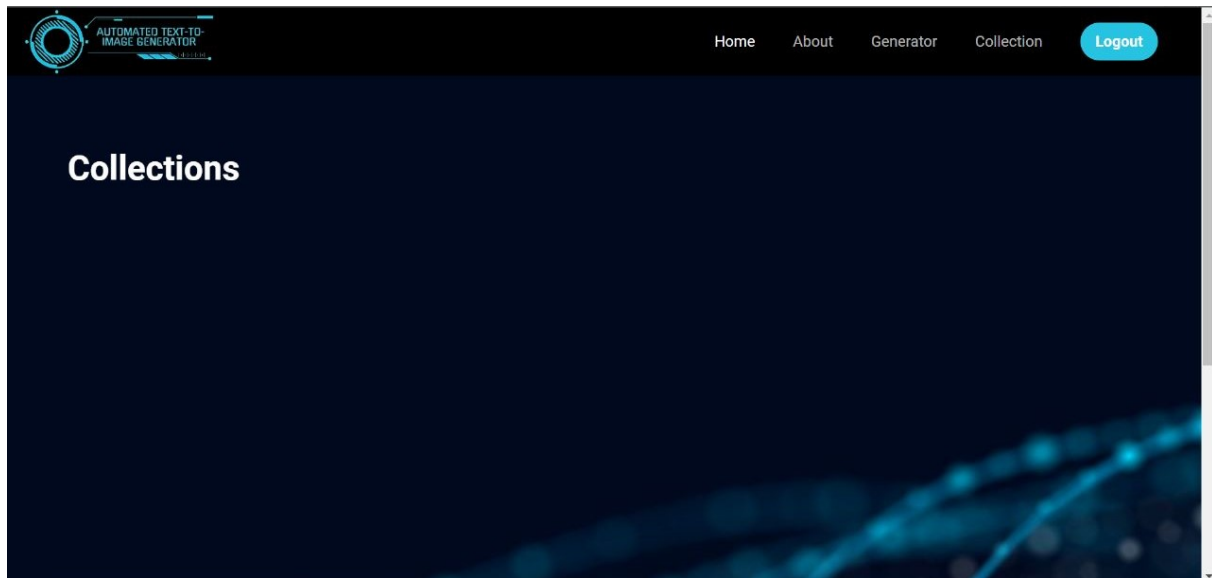 AUTOMATED TEXT-TO-
IMAGE GENERATOR
Home About Generator Collection Logout
Collections